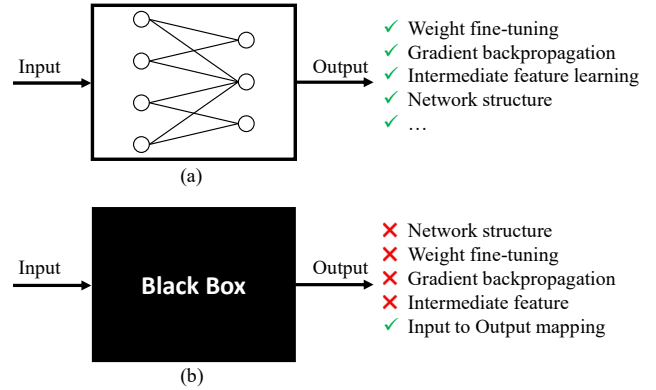 Input
Output
✓ Weight fine-tuning
✓ Gradient backpropagation
✓ Intermediate feature learning
✓ Network structure
✓ …
(a)
Input
Black Box
Output
✕ Network structure
✕ Weight fine-tuning
✕ Gradient backpropagation
✕ Intermediate feature
✓ Input to Output mapping
(b)